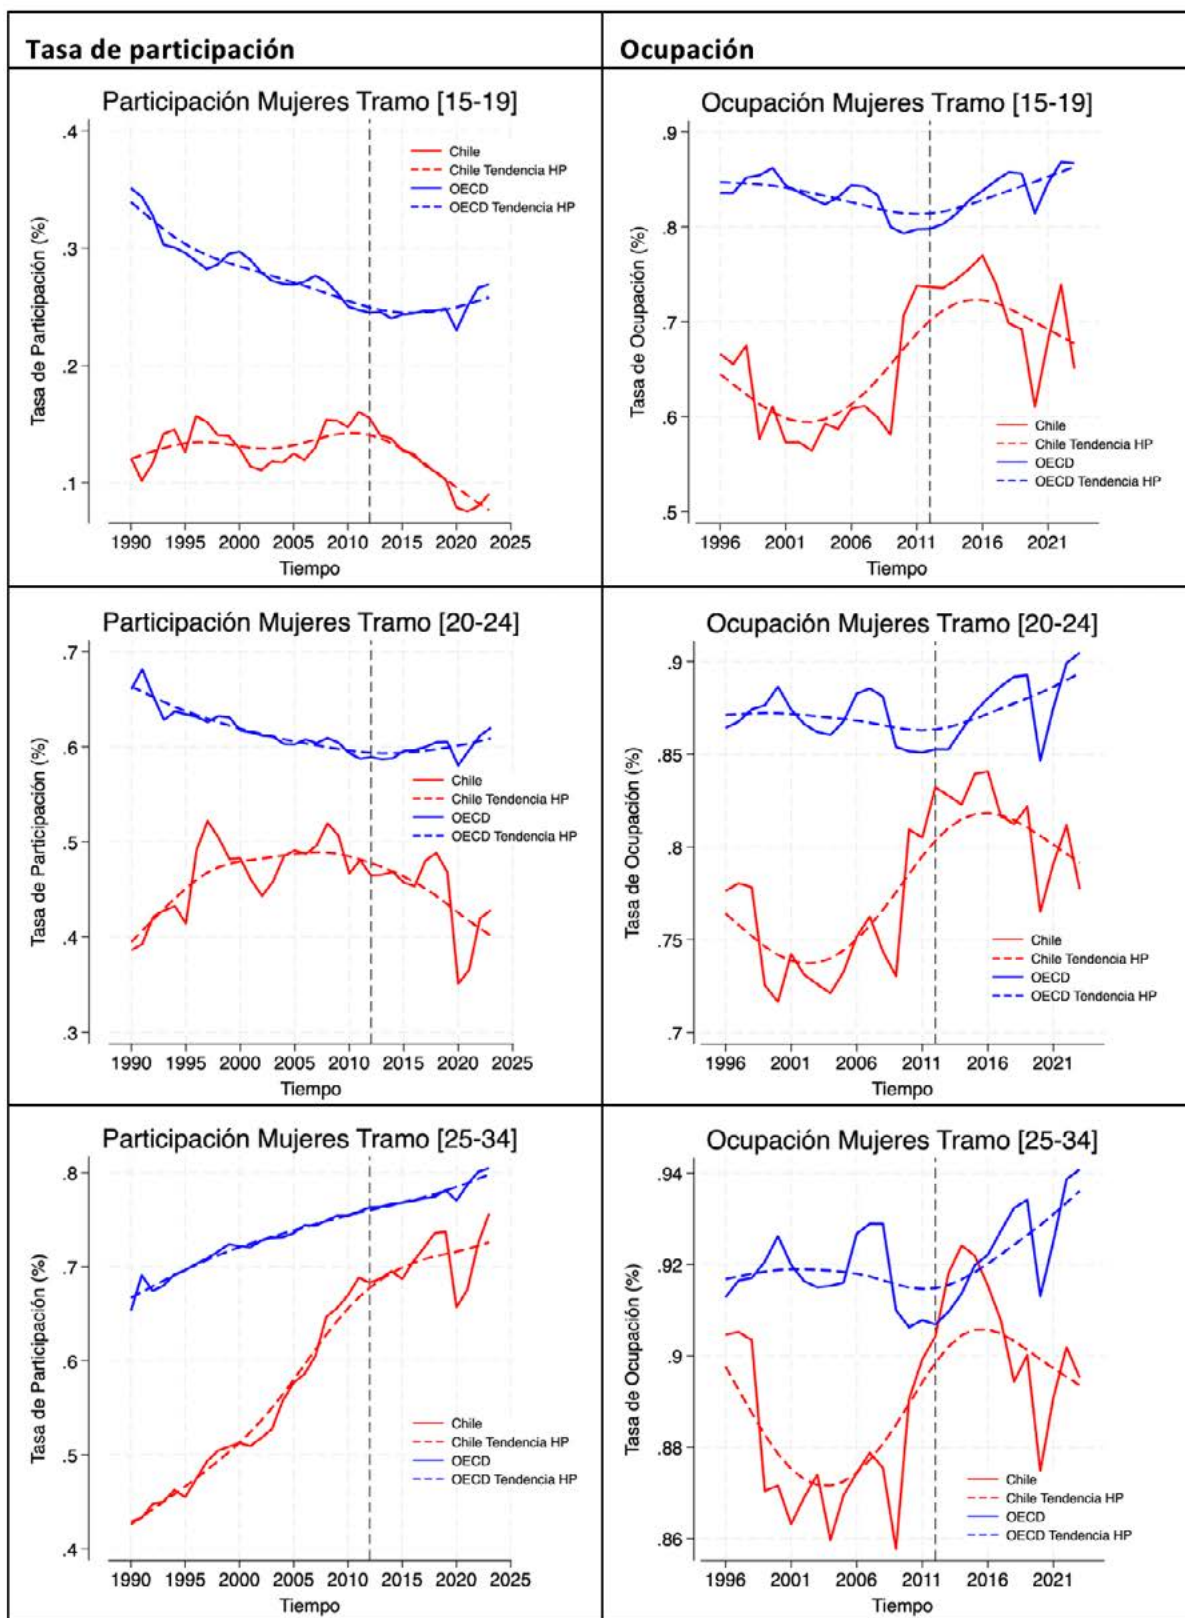 Tasa de participación
Ocupación
Participación Mujeres Tramo [15-19]
Tasa de Participación (%)
.4
.3
.2
.1
Chile
Chile Tendencia HP
OECD
OECD Tendencia HP
1990 1995 2000 2005 2010 2015 2020 2025
Tiempo
Ocupación Mujeres Tramo [15-19]
Tasa de Ocupación (%)
.9
.8
.7
.6
.5
Chile
Chile Tendencia HP
OECD
OECD Tendencia HP
1996 2001 2006 2011 2016 2021
Tiempo
Participación Mujeres Tramo [20-24]
Tasa de Participación (%)
.7
.6
.5
.4
.3
Chile
Chile Tendencia HP
OECD
OECD Tendencia HP
1990 1995 2000 2005 2010 2015 2020 2025
Tiempo
Ocupación Mujeres Tramo [20-24]
Tasa de Ocupación (%)
.9
.85
.8
.75
.7
Chile
Chile Tendencia HP
OECD
OECD Tendencia HP
1996 2001 2006 2011 2016 2021
Tiempo
Participación Mujeres Tramo [25-34]
Tasa de Participación (%)
.8
.7
.6
.5
.4
Chile
Chile Tendencia HP
OECD
OECD Tendencia HP
1990 1995 2000 2005 2010 2015 2020 2025
Tiempo
Ocupación Mujeres Tramo [25-34]
Tasa de Ocupación (%)
.94
.92
.9
.88
.86
Chile
Chile Tendencia HP
OECD
OECD Tendencia HP
1996 2001 2006 2011 2016 2021
Tiempo